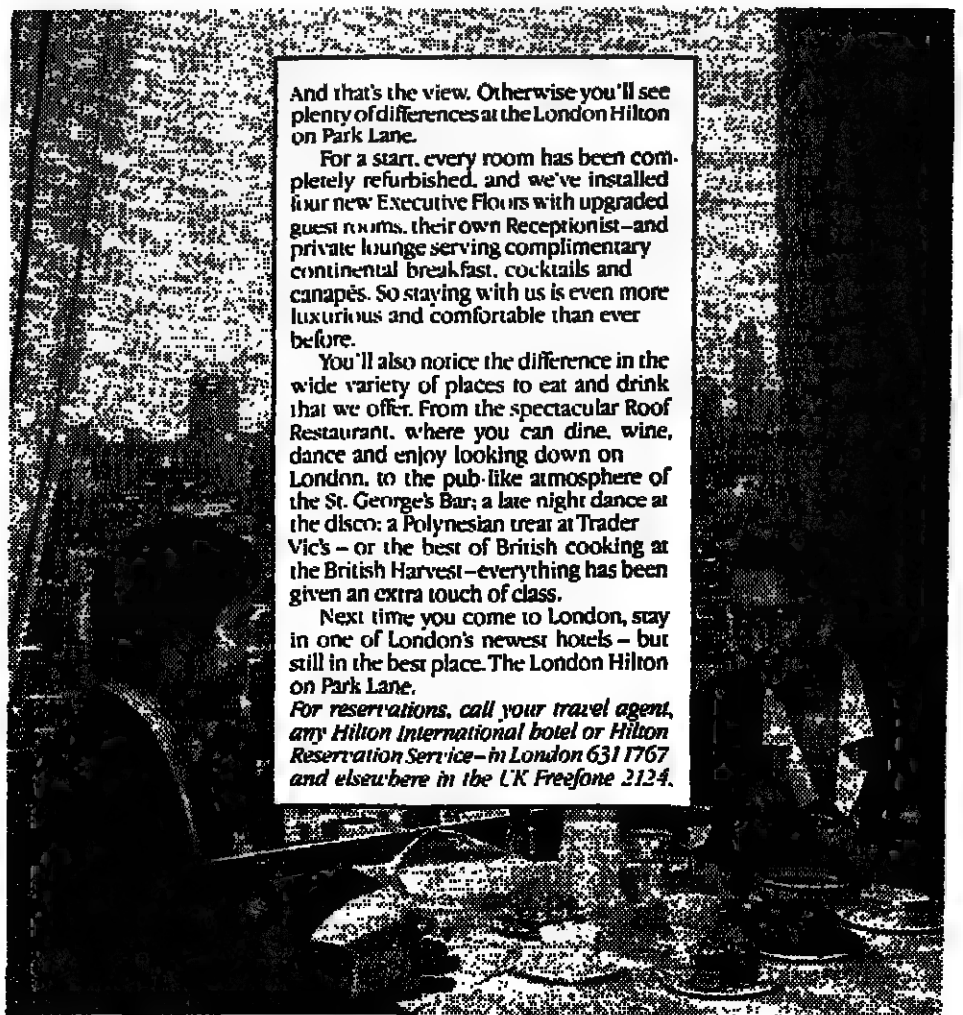 And that's the view. Otherwise you'll see
plenty of differences at the London Hilton
on Park Lane.
For a start, every room has been com-
pletely refurbished, and we've installed
four new Executive Floors with upgraded
guest rooms, their own Receptionist–and
private lounge serving complimentary
continental breakfast, cocktails and
canapés. So staying with us is even more
luxurious and comfortable than ever
before.
You'll also notice the difference in the
wide variety of places to eat and drink
that we offer. From the spectacular Roof
Restaurant, where you can dine, wine,
dance and enjoy looking down on
London, to the pub-like atmosphere of
the St. George's Bar; a late night dance at
the disco; a Polynesian treat at Trader
Vic's – or the best of British cooking at
the British Harvest–everything has been
given an extra touch of class.
Next time you come to London, stay
in one of London's newest hotels – but
still in the best place. The London Hilton
on Park Lane.
For reservations, call your travel agent,
any Hilton International hotel or Hilton
Reservation Service–in London 631 1767
and elsewhere in the UK Freefone 2124.